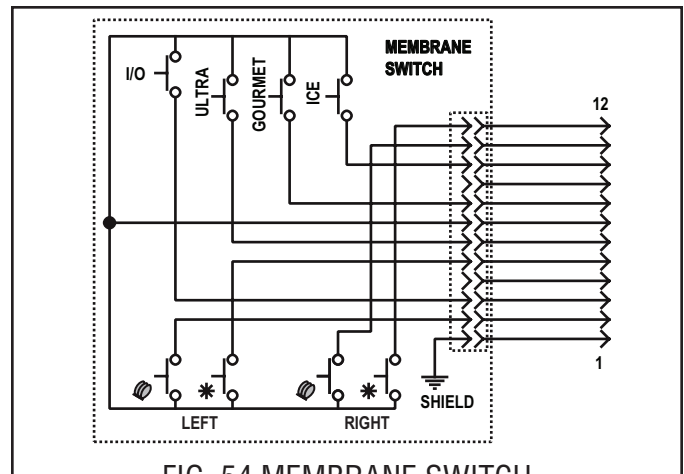 MEMBRANE
SWITCH
I/O
ULTRA
GOURMET
ICE
12
1
SHIELD
LEFT
RIGHT
FIG. 54 MEMBRANE SWITCH